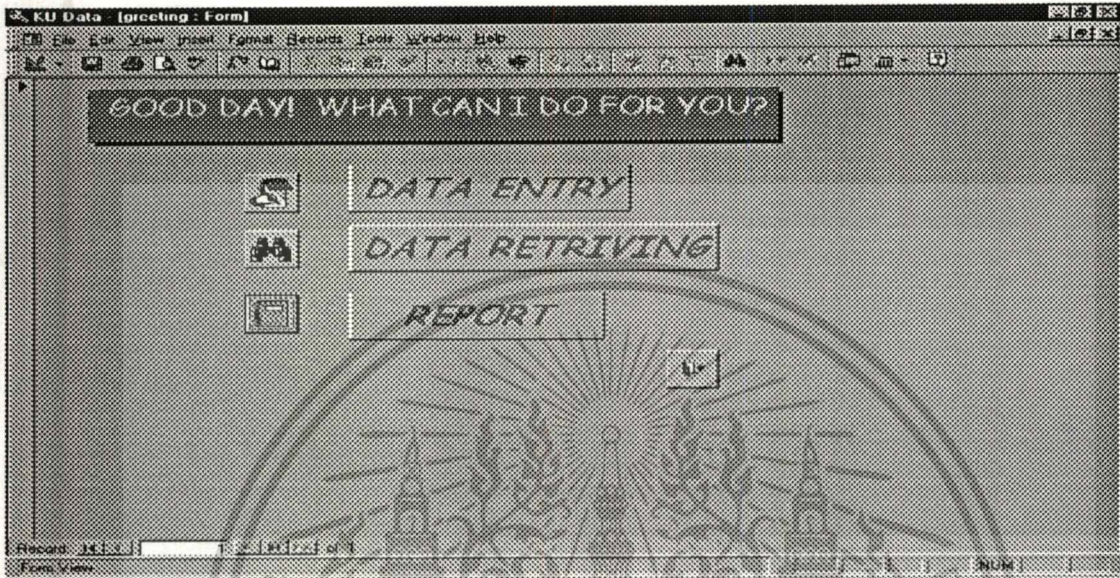 KU Data - [greeting : Form]
File Edit View Insert Format Records Tools Window Help
GOOD DAY! WHAT CAN I DO FOR YOU?
DATA ENTRY
DATA RETRIVING
REPORT
Record: 1 of 1
Form View NUM